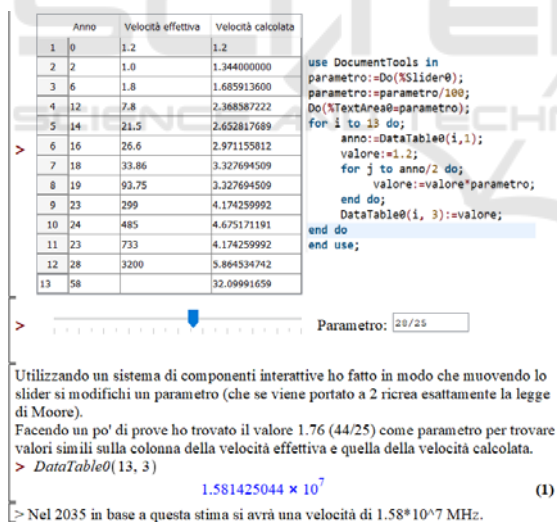 Anno Velocità effettiva Velocità calcolata
1 0 1.2 1.2
2 2 1.0 1.344000000
3 6 1.8 1.685913600
4 12 7.8 2.368587222
5 14 21.5 2.652817689
6 16 26.6 2.971155812
7 18 33.86 3.327694509
8 19 93.75 3.327694509
9 23 299 4.174259992
10 24 485 4.675171191
11 23 733 4.174259992
12 28 3200 5.864534742
13 58 32.09991659
>
use DocumentTools in
parametro:=Do(%Slider0);
parametro:=parametro/100;
Do(%TextArea0=parametro);
for i to 13 do;
anno:=DataTable0(i,1);
valore:=1.2;
for j to anno/2 do;
valore:=valore*parametro;
end do;
DataTable0(i, 3):=valore;
end do
end use;
> Parametro: 28/25
Utilizzando un sistema di componenti interattive ho fatto in modo che muovendo lo
slider si modifichi un parametro (che se viene portato a 2 ricrea esattamente la legge
di Moore).
Facendo un po' di prove ho trovato il valore 1.76 (44/25) come parametro per trovare
valori simili sulla colonna della velocità effettiva e quella della velocità calcolata.
> DataTable0(13, 3)
1.581425044 × 10^7 (1)
> Nel 2035 in base a questa stima si avrà una velocità di 1.58*10^7 MHz.